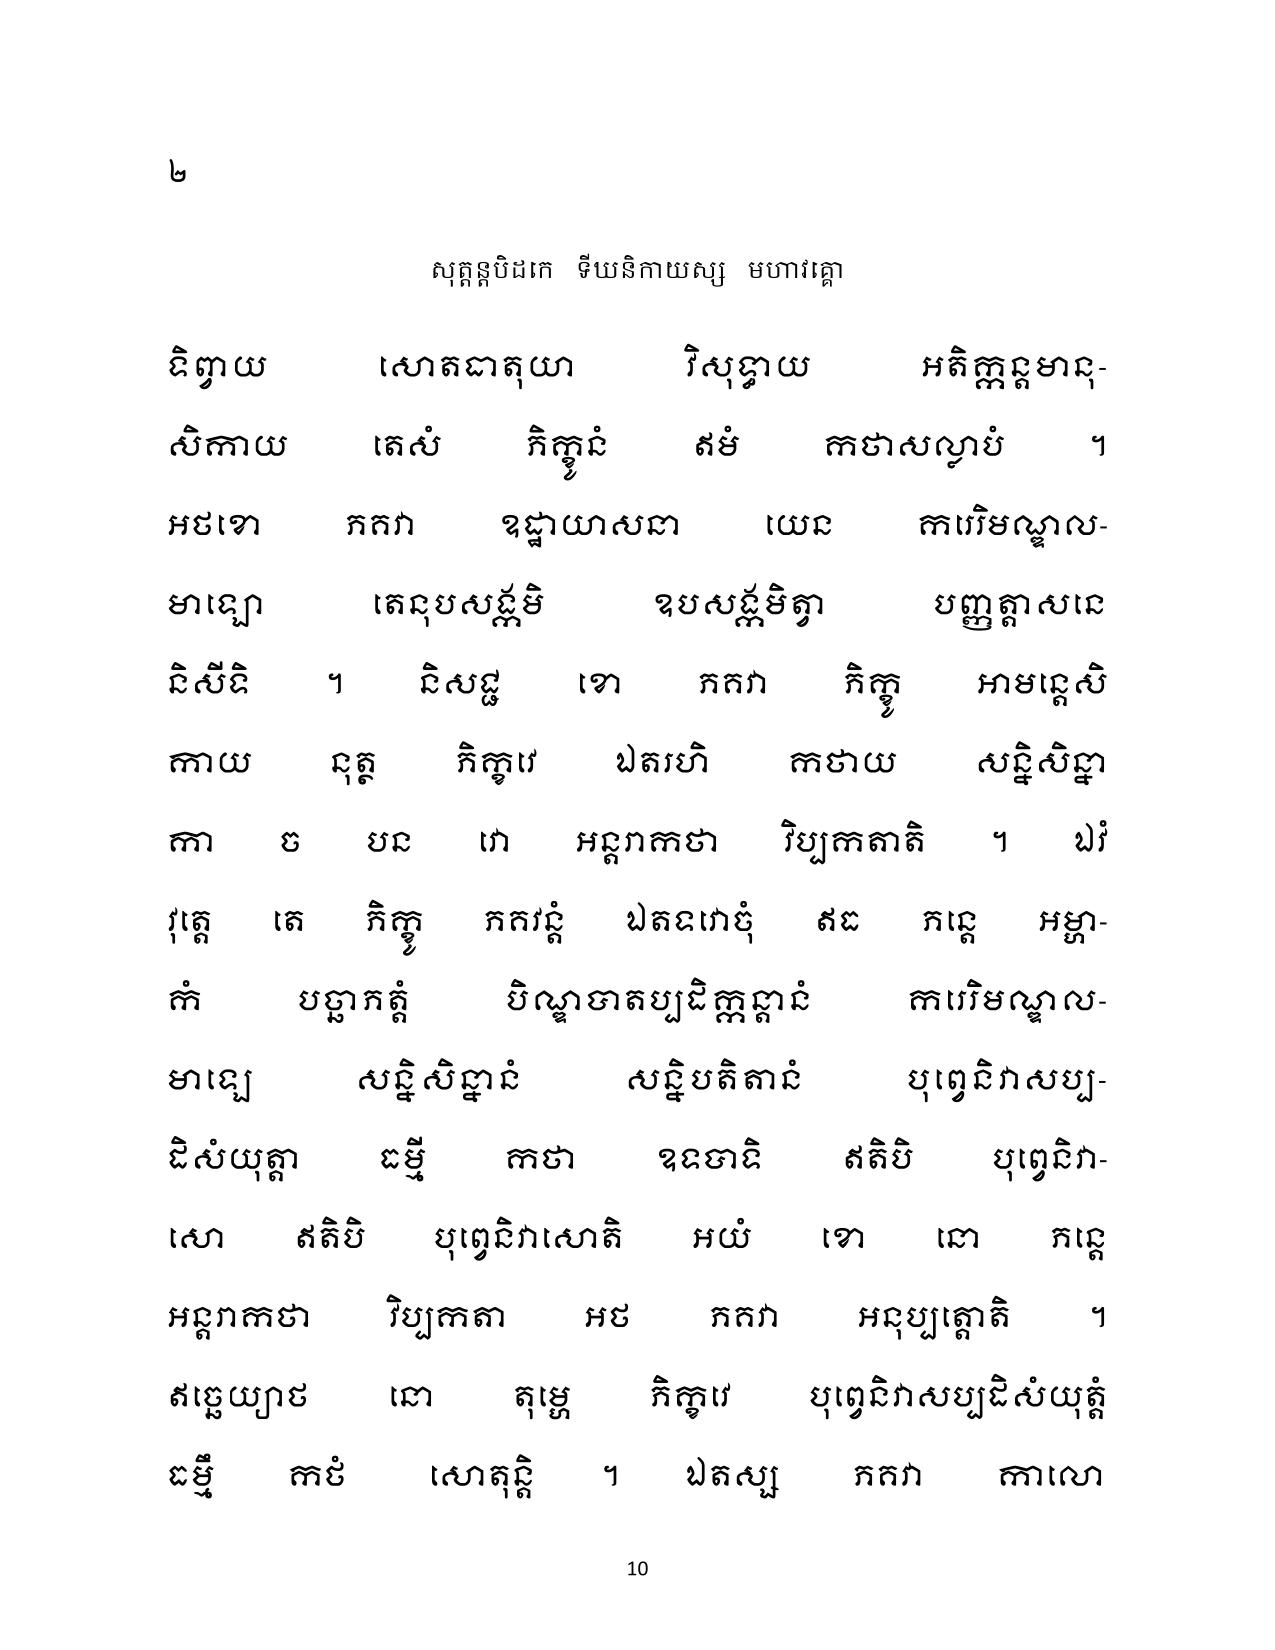 ២
សុត្តន្តបិដកេ ទីឃនិកាយស្ស មហាវគ្គោ
ទិព្វាយ សោតធាតុយា វិសុទ្ធាយ អតិក្កន្តមានុ-
សិកាយ តេសំ ភិក្ខូនំ ឥមំ កថាសល្លាបំ ។
អថខោ ភគវា ឧដ្ឋាយាសនា យេន ករេរិមណ្ឌល-
មាឡោ តេនុបសង្កមិ ឧបសង្កមិត្វា បញ្ញត្តាសនេ
និសីទិ ។ និសជ្ជ ខោ ភគវា ភិក្ខូ អាមន្តេសិ
កាយ នុត្ថ ភិក្ខវេ ឯតរហិ កថាយ សន្និសិន្នា
កា ច បន វោ អន្តរាកថា វិប្បកតាតិ ។ ឯវំ
វុត្តេ តេ ភិក្ខូ ភគវន្តំ ឯតទវោចុំ ឥធ ភន្តេ អម្ហា-
កំ បច្ឆាភត្តំ បិណ្ឌបាតប្បដិក្កន្តានំ ករេរិមណ្ឌល-
មាឡេ សន្និសិន្នានំ សន្និបតិតានំ បុព្វេនិវាសប្ប-
ដិសំយុត្តា ធម្មី កថា ឧទបាទិ ឥតិបិ បុព្វេនិវា-
សោ ឥតិបិ បុព្វេនិវាសោតិ អយំ ខោ នោ ភន្តេ
អន្តរាកថា វិប្បកតា អថ ភគវា អនុប្បត្តោតិ ។
ឥច្ឆេយ្យាថ នោ តុម្ហេ ភិក្ខវេ បុព្វេនិវាសប្បដិសំយុត្តំ
ធម្មឹ កថំ សោតុន្តិ ។ ឯតស្ស ភគវា កាលោ
10